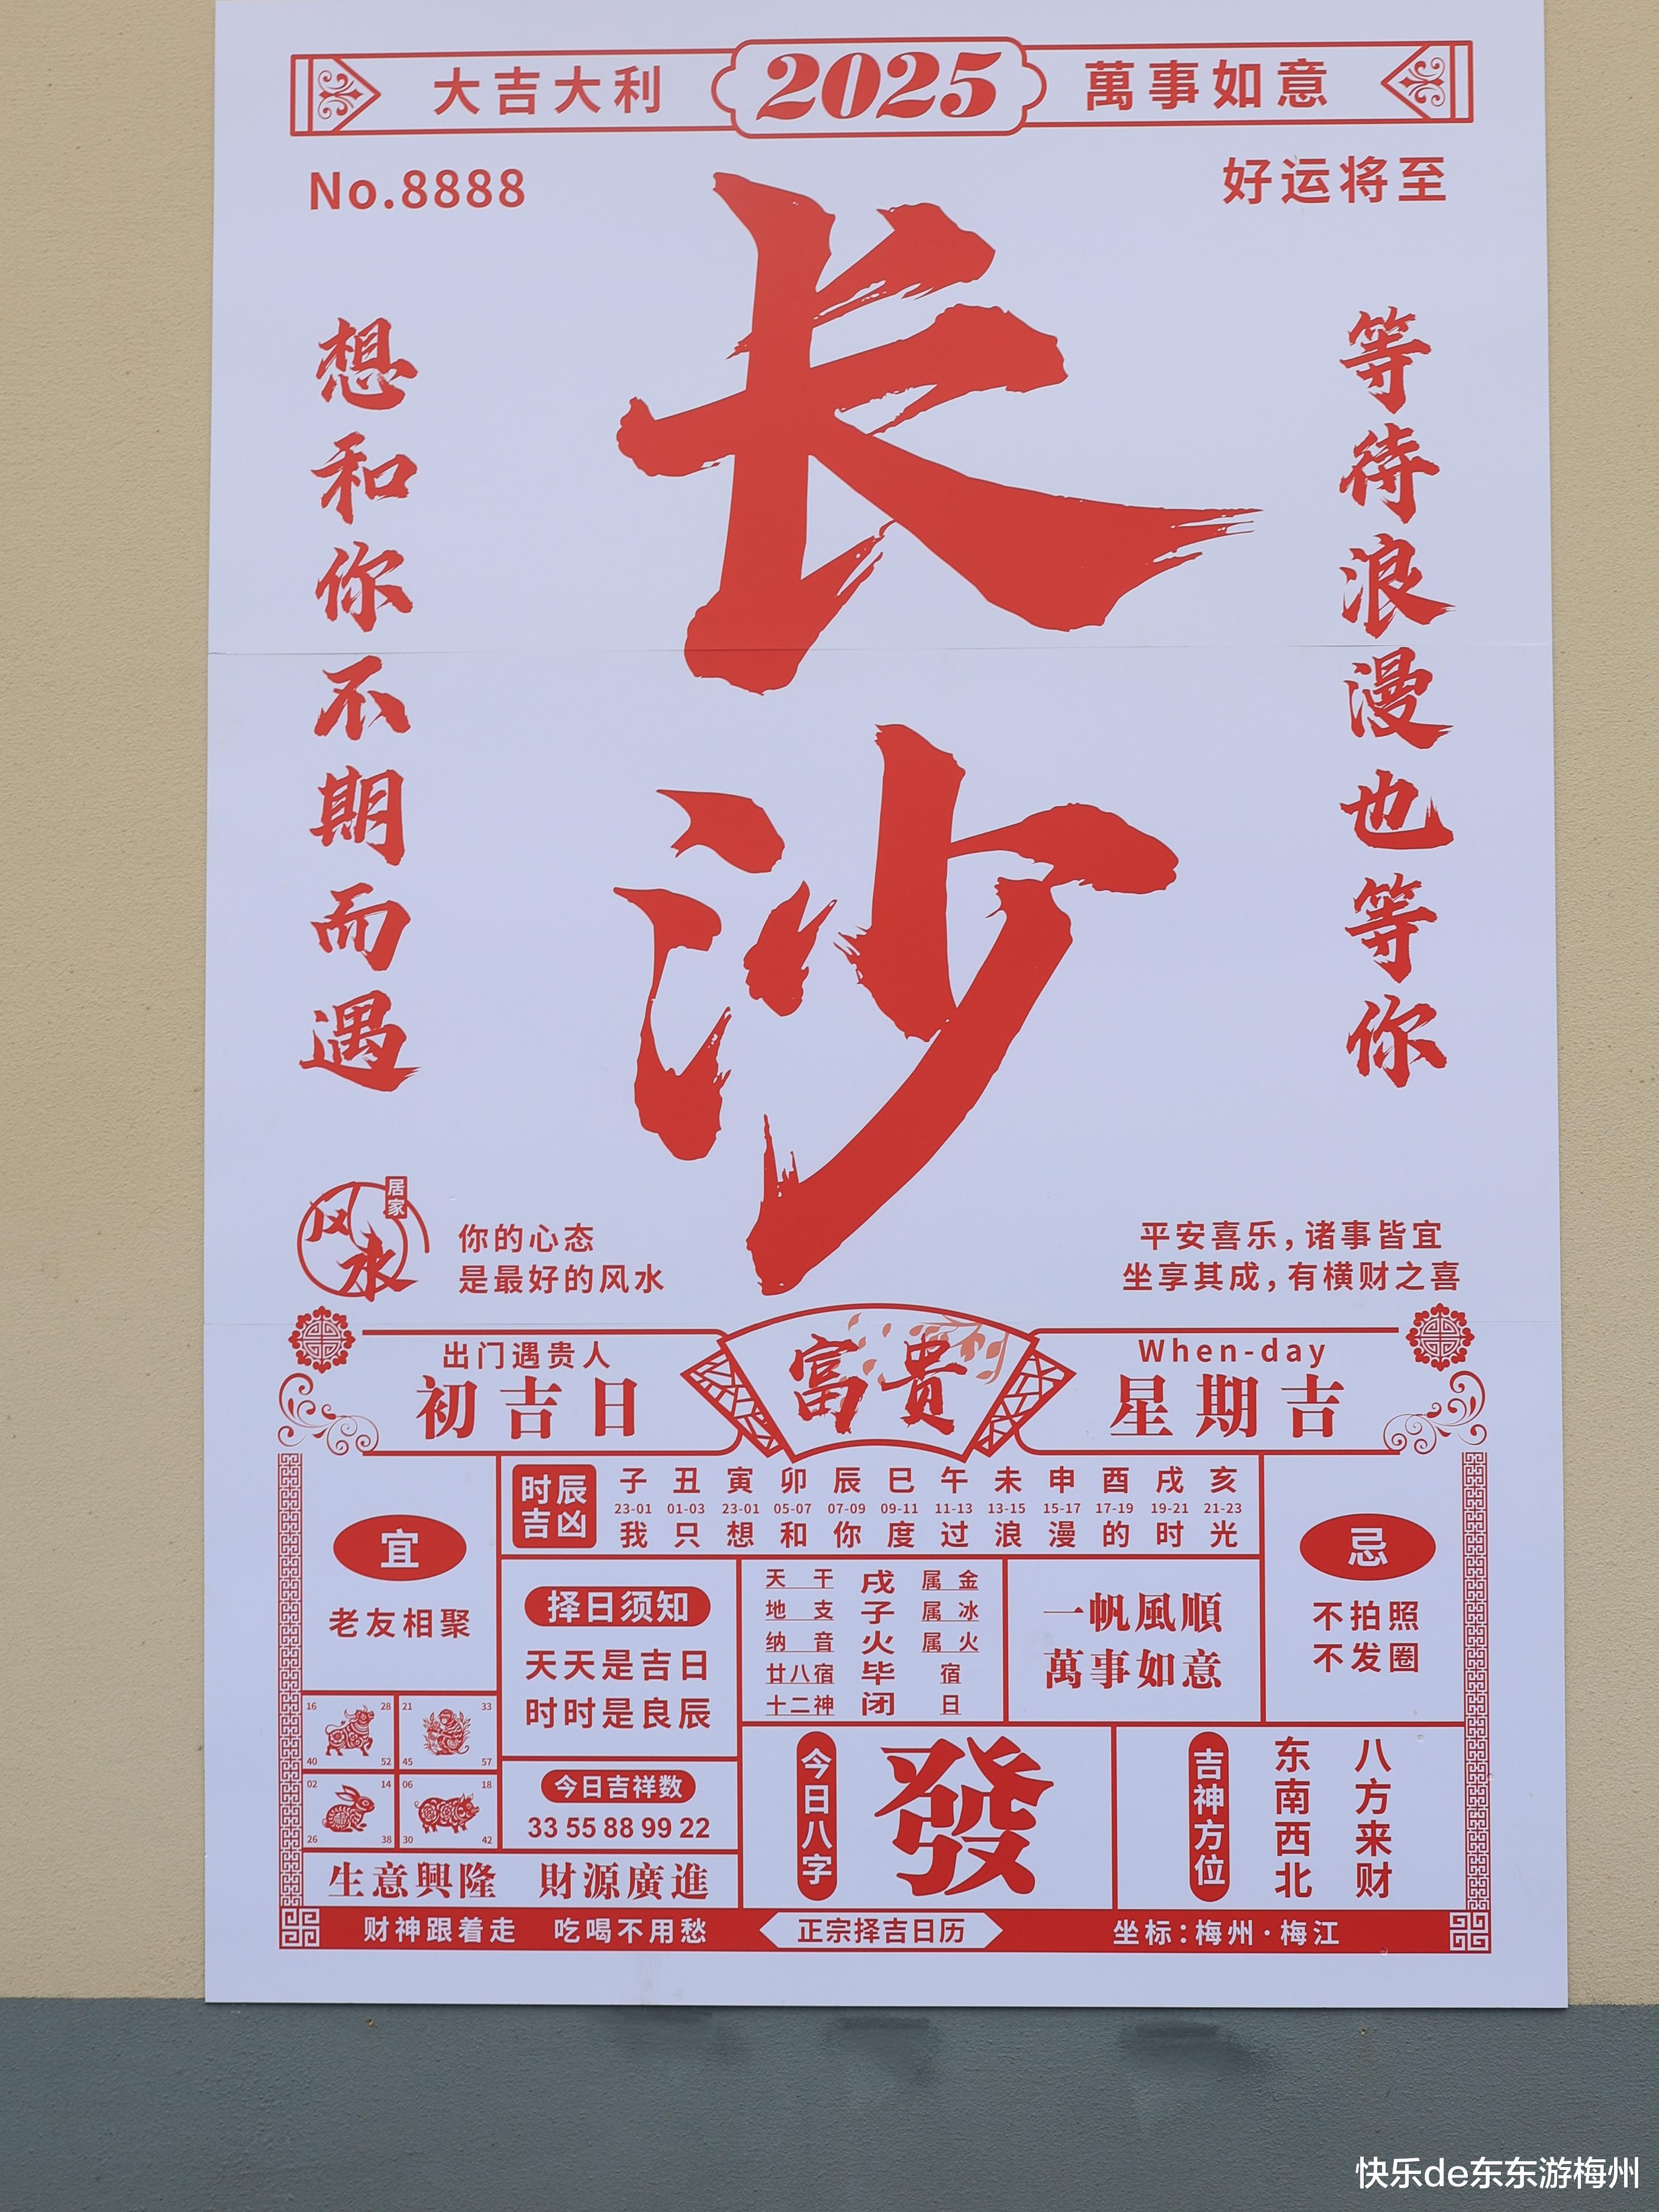 大吉大利 2025 萬事如意
No.8888
好运将至
长沙
想和你不期而遇
等待浪漫也等你
居家
风水
你的心态
是最好的风水
平安喜乐，诸事皆宜
坐享其成，有横财之喜
出门遇贵人
初吉日
富贵
When-day
星期吉
宜
老友相聚
时辰
吉凶
子 丑 寅 卯 辰 巳 午 未 申 酉 戌 亥
23-01 01-03 23-01 05-07 07-09 09-11 11-13 13-15 15-17 17-19 19-21 21-23
我 只 想 和 你 度 过 浪 漫 的 时 光
忌
不拍照
不发圈
择日须知
天天是吉日
时时是良辰
天干 戌 属金
地支 子 属冰
纳音 火 属火
廿八宿 毕 宿
十二神 闭 日
一帆風順
萬事如意
16 28 21 33
40 52 45 57
02 14 06 18
26 38 30 42
今日吉祥数
33 55 88 99 22
生意興隆 財源廣進
今日八字
發
吉神方位
东南西北
八方来财
财神跟着走 吃喝不用愁 正宗择吉日历 坐标：梅州·梅江
快乐de东东游梅州